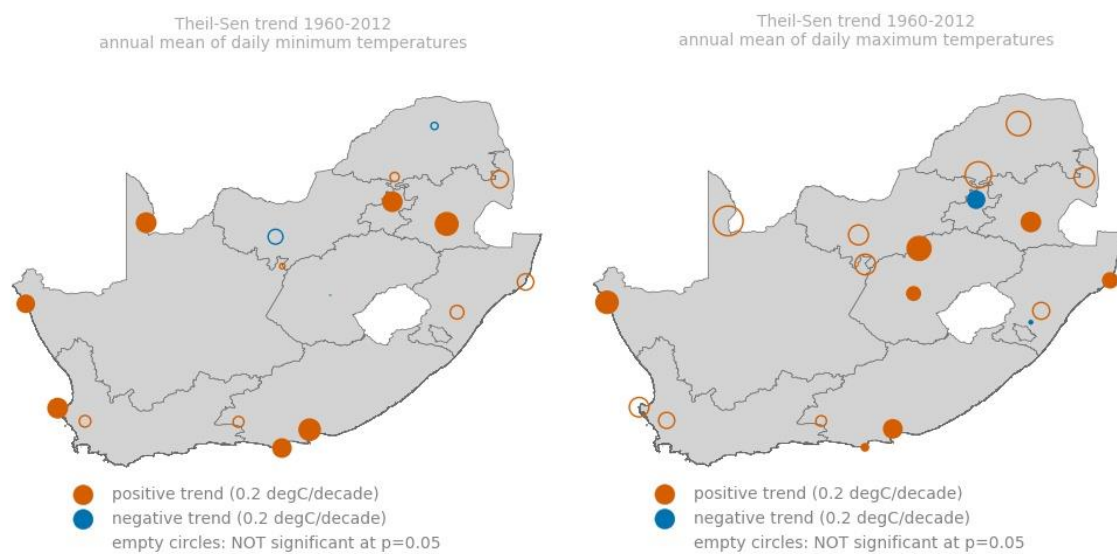 Theil-Sen trend 1960-2012
annual mean of daily minimum temperatures
Theil-Sen trend 1960-2012
annual mean of daily maximum temperatures
positive trend (0.2 degC/decade)
negative trend (0.2 degC/decade)
empty circles: NOT significant at p=0.05
positive trend (0.2 degC/decade)
negative trend (0.2 degC/decade)
empty circles: NOT significant at p=0.05